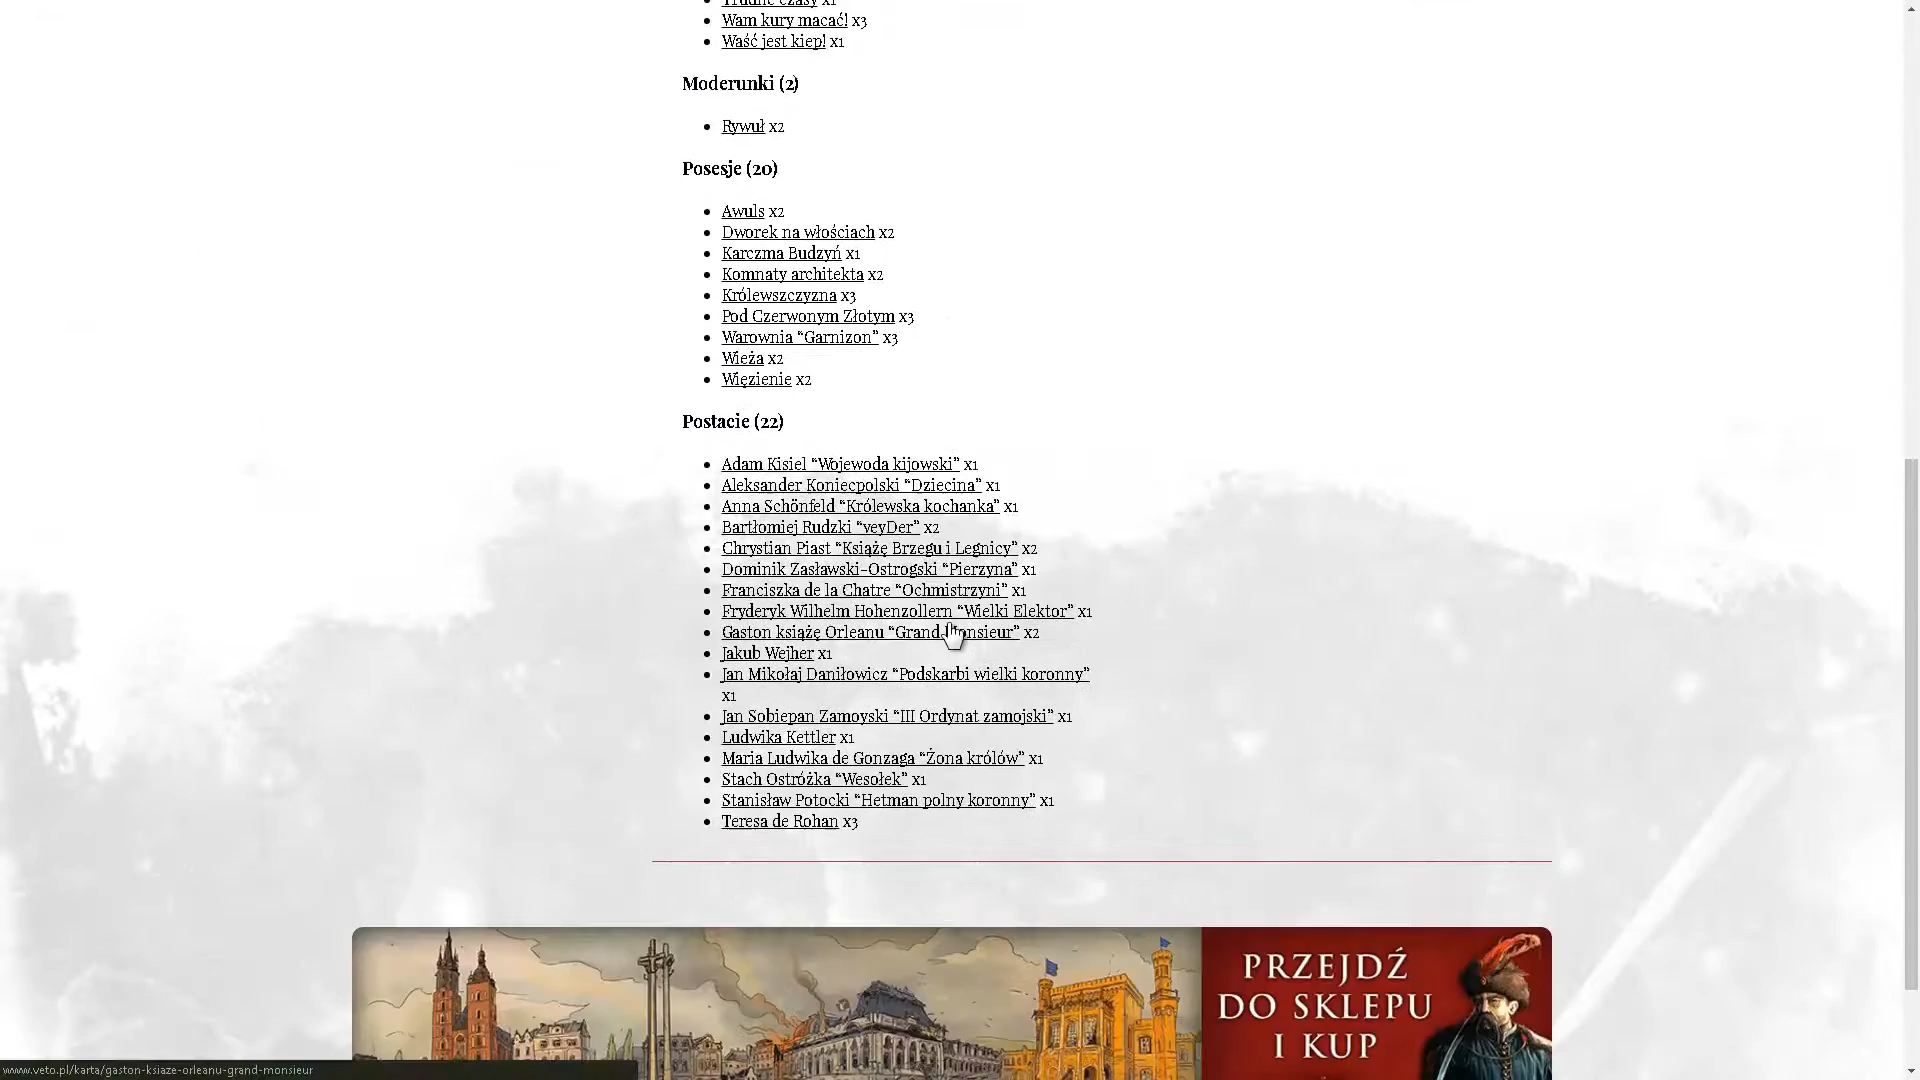 Trudne czasy x1
Wam kury macać! x3
Waść jest kiep! x1
Moderunki (2)
Rywuł x2
Posesje (20)
Awuls x2
Dworek na włościach x2
Karczma Budzyń x1
Komnaty architekta x2
Królewszczyzna x3
Pod Czerwonym Złotym x3
Warownia “Garnizon” x3
Wieża x2
Więzienie x2
Postacie (22)
Adam Kisiel “Wojewoda kijowski” x1
Aleksander Koniecpolski “Dziecina” x1
Anna Schönfeld “Królewska kochanka” x1
Bartłomiej Rudzki “veyDer” x2
Chrystian Piast “Książę Brzegu i Legnicy” x2
Dominik Zasławski-Ostrogski “Pierzyna” x1
Franciszka de la Chatre “Ochmistrzyni” x1
Fryderyk Wilhelm Hohenzollern “Wielki Elektor” x1
Gaston książę Orleanu “Grand Monsieur” x2
Jakub Wejher x1
Jan Mikołaj Daniłowicz “Podskarbi wielki koronny”
x1
Jan Sobiepan Zamoyski “III Ordynat zamojski” x1
Ludwika Kettler x1
Maria Ludwika de Gonzaga “Żona królów” x1
Stach Ostróżka “Wesołek” x1
Stanisław Potocki “Hetman polny koronny” x1
Teresa de Rohan x3
PRZEJDŹ
DO SKLEPU
I KUP
www.veto.pl/karta/gaston-ksiaze-orleanu-grand-monsieur